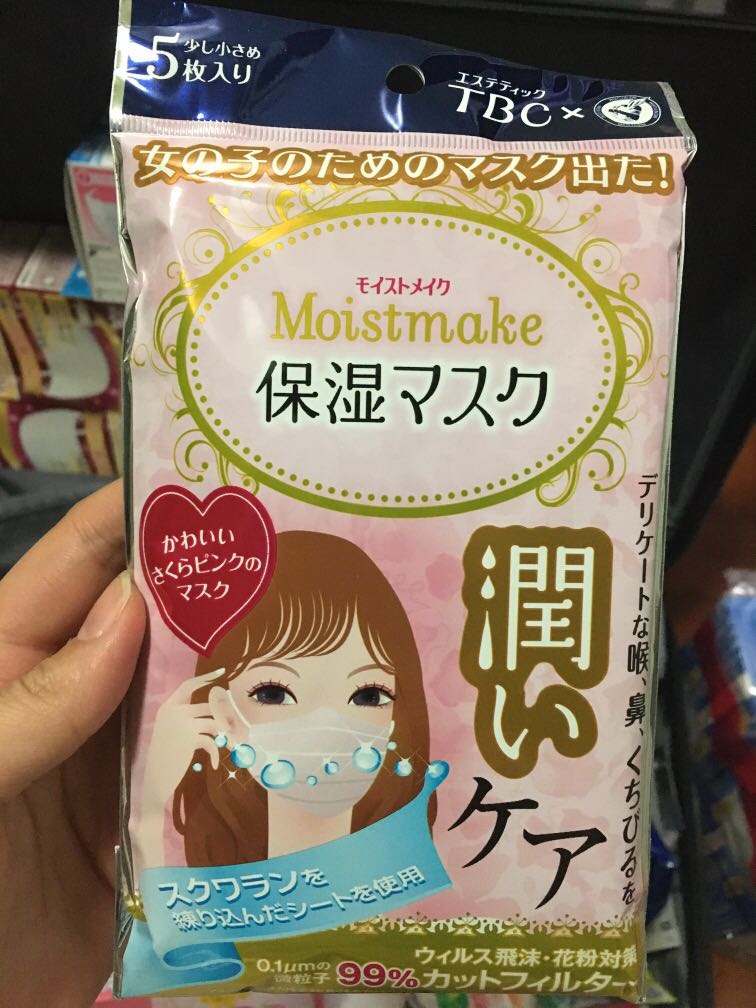 少し小さめ
5枚入り
エステティック
TBC×
女の子のためのマスク出た!
モイストメイク
Moistmake
保湿マスク
かわいい
さくらピンクの
マスク
デリケートな喉、鼻、くちびるを
潤い
ケア
スクワランを
練り込んだシートを使用
ウィルス飛沫・花粉対策
0.1μmの
微粒子
99%カットフィルター